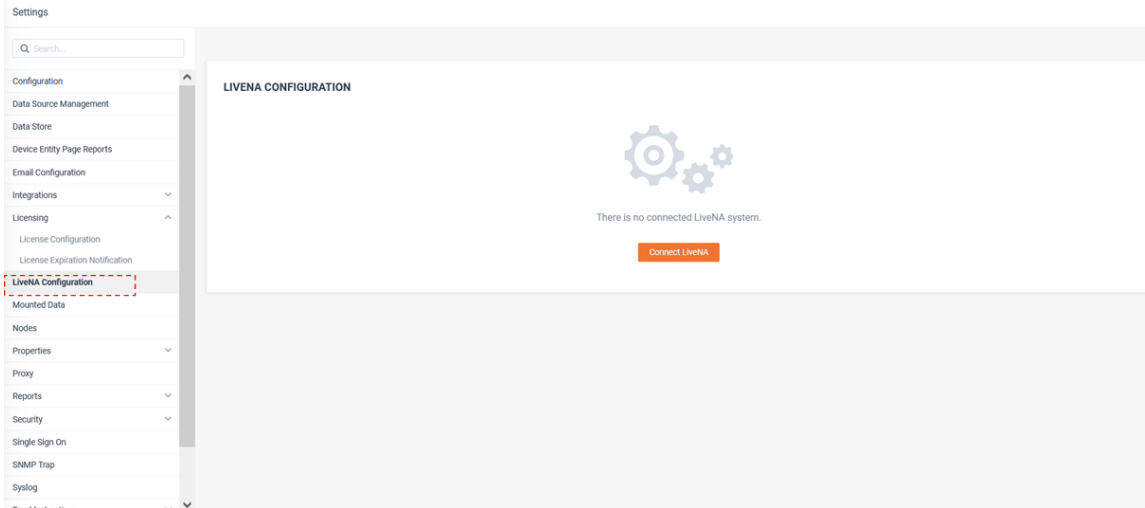 Settings
Search...
Configuration
Data Source Management
Data Store
Device Entity Page Reports
Email Configuration
Integrations
Licensing
License Configuration
License Expiration Notification
LiveNA Configuration
Mounted Data
Nodes
Properties
Proxy
Reports
Security
Single Sign On
SNMP Trap
Syslog
LIVENA CONFIGURATION
There is no connected LiveNA system.
Connect LiveNA